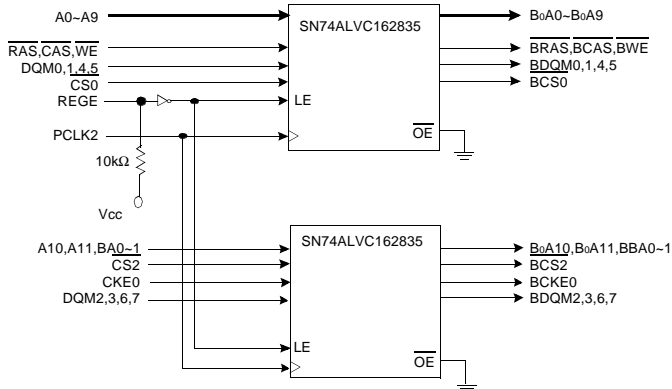 A0~A9
SN74ALVC162835
B0A0~B0A9
RAS,CAS,WE
BRAS,BCAS,BWE
DQM0,1,4,5
BDQM0,1,4,5
CS0
BCS0
REGE
LE
PCLK2
OE
10kΩ
Vcc
SN74ALVC162835
A10,A11,BA0~1
B0A10,B0A11,BBA0~1
CS2
BCS2
CKE0
BCKE0
DQM2,3,6,7
BDQM2,3,6,7
LE
OE